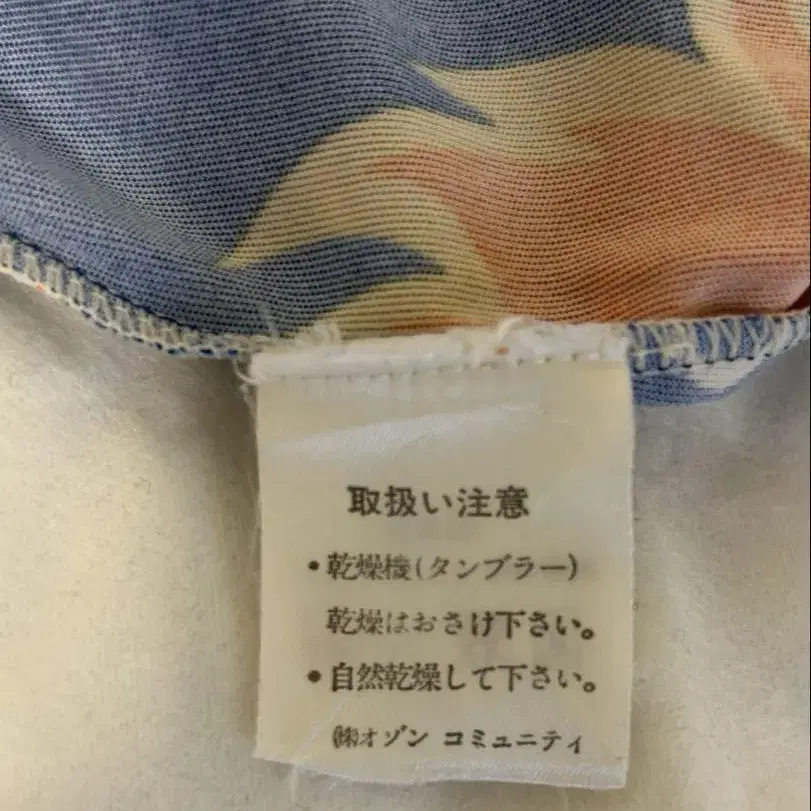 取扱い注意
・乾燥機(タンブラー)
乾燥はおさけ下さい。
・自然乾燥して下さい。
㈱オゾン コミュニティ